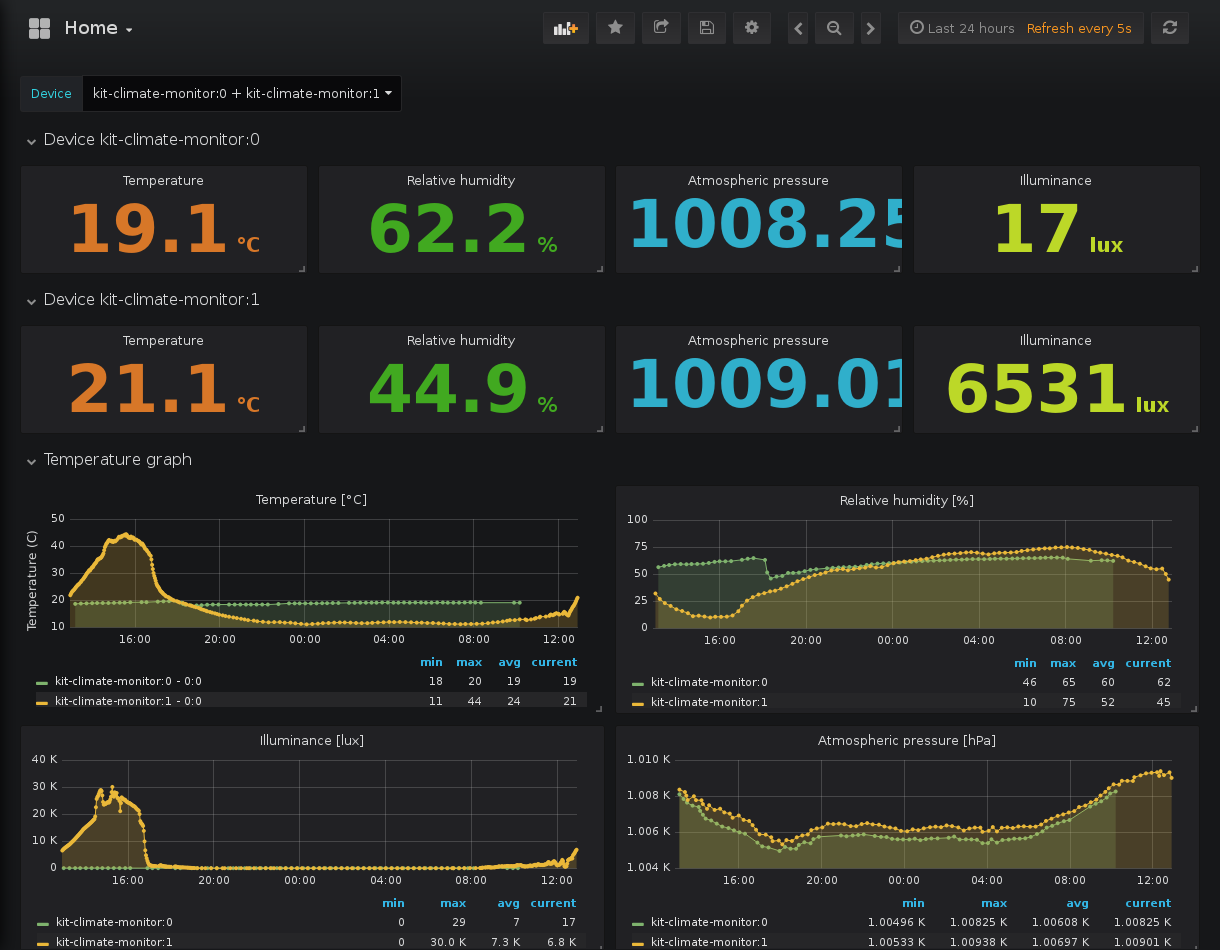 Home
Last 24 hours Refresh every 5s
Device kit-climate-monitor:0 + kit-climate-monitor:1
Device kit-climate-monitor:0
Temperature Relative humidity Atmospheric pressure Illuminance
19.1 °C 62.2 % 1008.25 17 lux
Device kit-climate-monitor:1
Temperature Relative humidity Atmospheric pressure Illuminance
21.1 °C 44.9 % 1009.01 6531 lux
Temperature graph
Temperature [°C]
Temperature (C)
50
40
30
20
10
16:00 20:00 00:00 04:00 08:00 12:00
min max avg current
kit-climate-monitor:0 - 0:0 18 20 19 19
kit-climate-monitor:1 - 0:0 11 44 24 21
Relative humidity [%]
100
75
50
25
0
16:00 20:00 00:00 04:00 08:00 12:00
min max avg current
kit-climate-monitor:0 46 65 60 62
kit-climate-monitor:1 10 75 52 45
Illuminance [lux]
40 K
30 K
20 K
10 K
0
16:00 20:00 00:00 04:00 08:00 12:00
min max avg current
kit-climate-monitor:0 0 29 7 17
kit-climate-monitor:1 0 30.0 K 7.3 K 6.8 K
Atmospheric pressure [hPa]
1.010 K
1.008 K
1.006 K
1.004 K
16:00 20:00 00:00 04:00 08:00 12:00
min max avg current
kit-climate-monitor:0 1.00496 K 1.00825 K 1.00608 K 1.00825 K
kit-climate-monitor:1 1.00533 K 1.00938 K 1.00697 K 1.00901 K